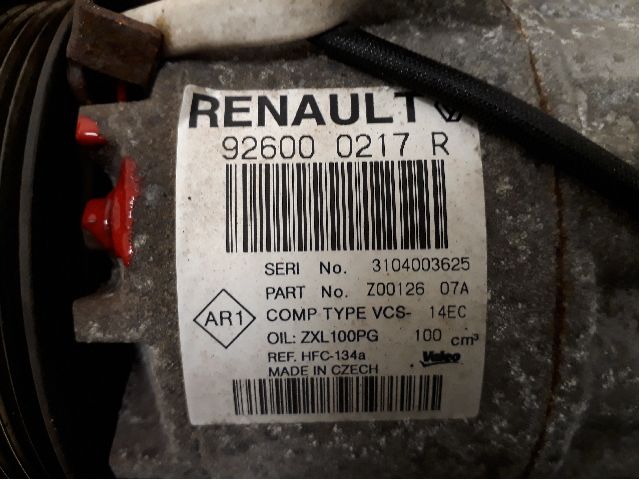 RENAULT
92600 0217 R
SERI No. 3104003625
PART No. Z00126 07A
AR1
COMP TYPE VCS- 14EC
OIL: ZXL100PG 100 cm³
REF. HFC-134a Valeo
MADE IN CZECH